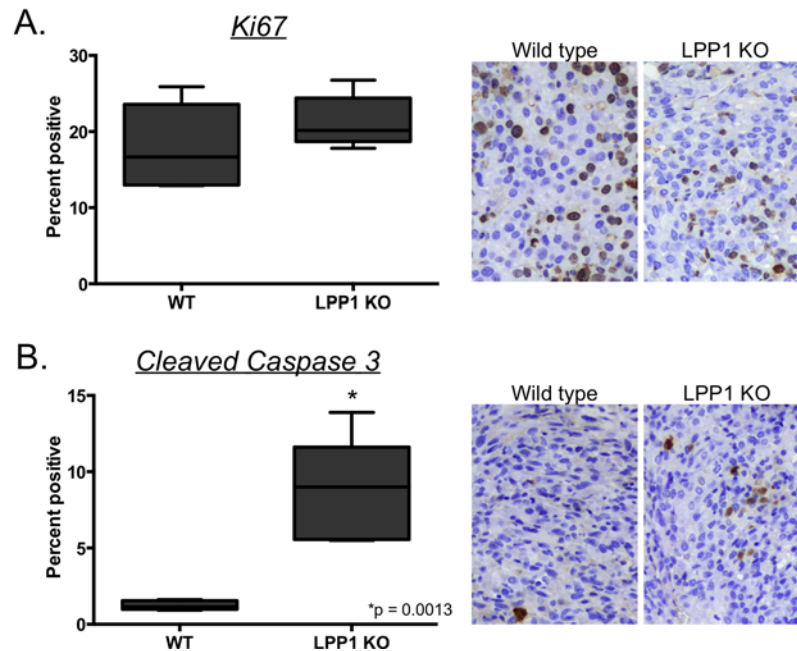 A.
Ki67
Percent positive
30
20
10
0
WT
LPP1 KO
Wild type
LPP1 KO
B.
Cleaved Caspase 3
Percent positive
15
10
5
0
*
*p = 0.0013
WT
LPP1 KO
Wild type
LPP1 KO